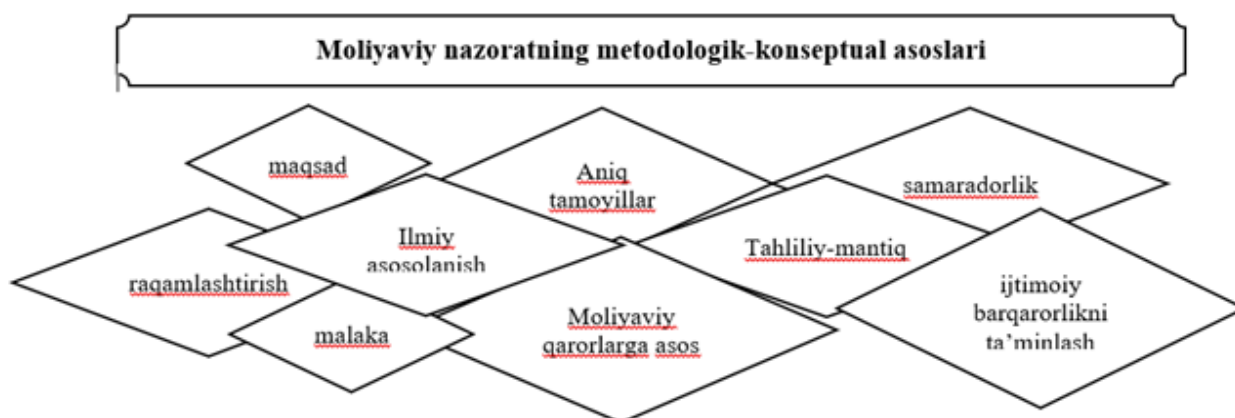 Moliyaviy nazoratning metodologik-konseptual asoslari
maqsad
Aniq
tamoyillar
samaradorlik
Ilmiy
asosolanish
Tahliliy-mantiq
raqamlashtirish
ijtimoiy
barqarorlikni
ta’minlash
malaka
Moliyaviy
qarorlarga asos